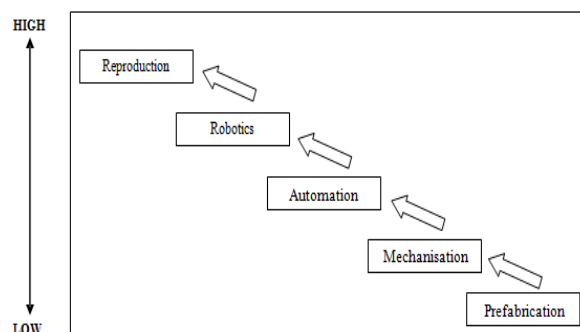 HIGH
Reproduction
Robotics
Automation
Mechanisation
Prefabrication
LOW